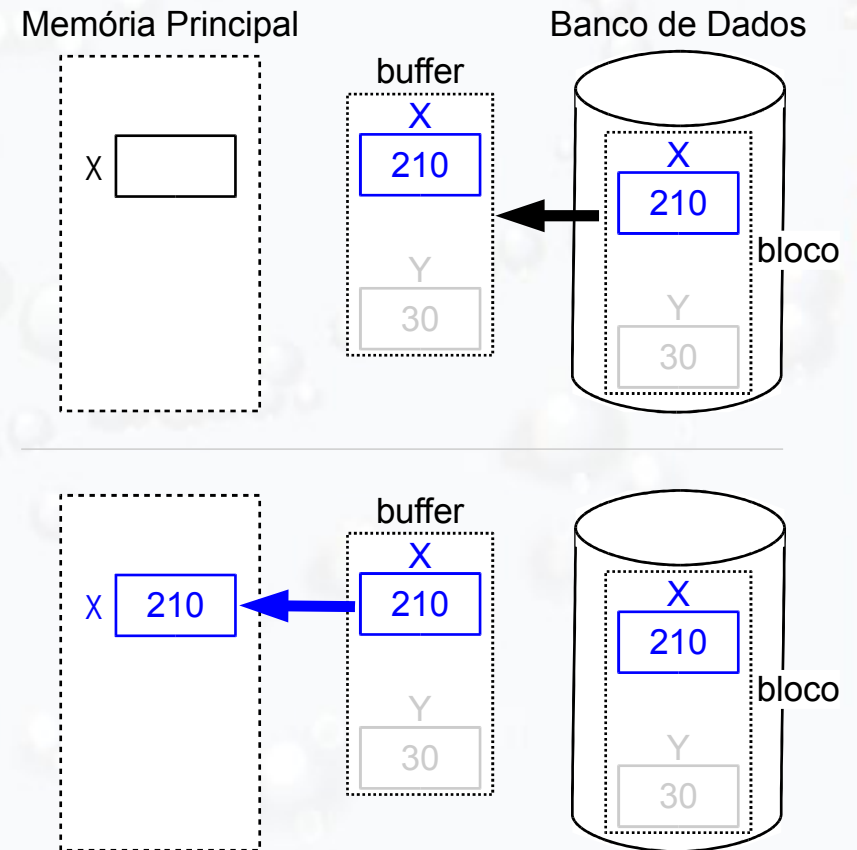 Memória Principal
Banco de Dados
buffer
X
210
Y
30
X
X
210
Y
30
bloco
buffer
X
210
Y
30
X 210
X
210
Y
30
bloco